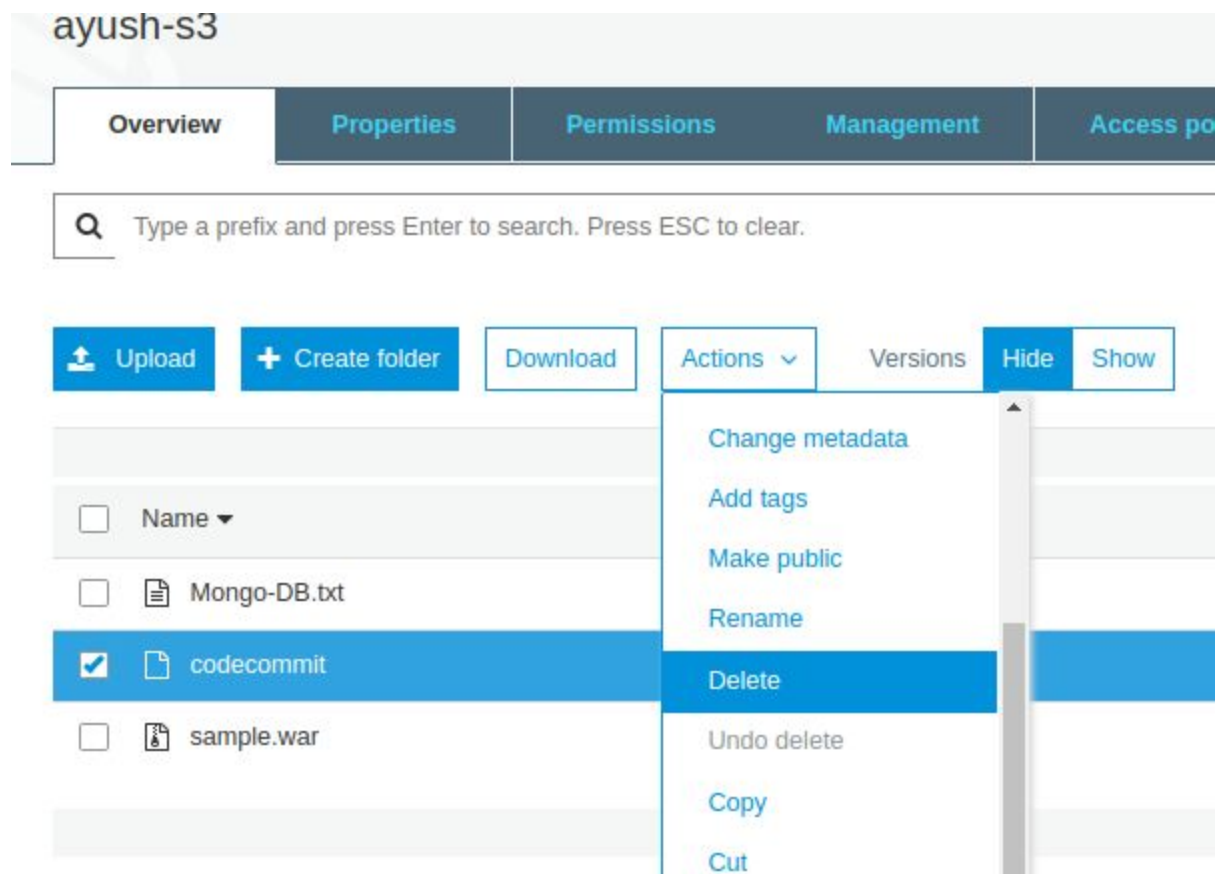 ayush-s3
Overview Properties Permissions Management Access po
Type a prefix and press Enter to search. Press ESC to clear.
Upload Create folder Download Actions Versions Hide Show
Change metadata
Add tags
Name
Make public
Mongo-DB.txt
Rename
codecommit
Delete
sample.war
Undo delete
Copy
Cut